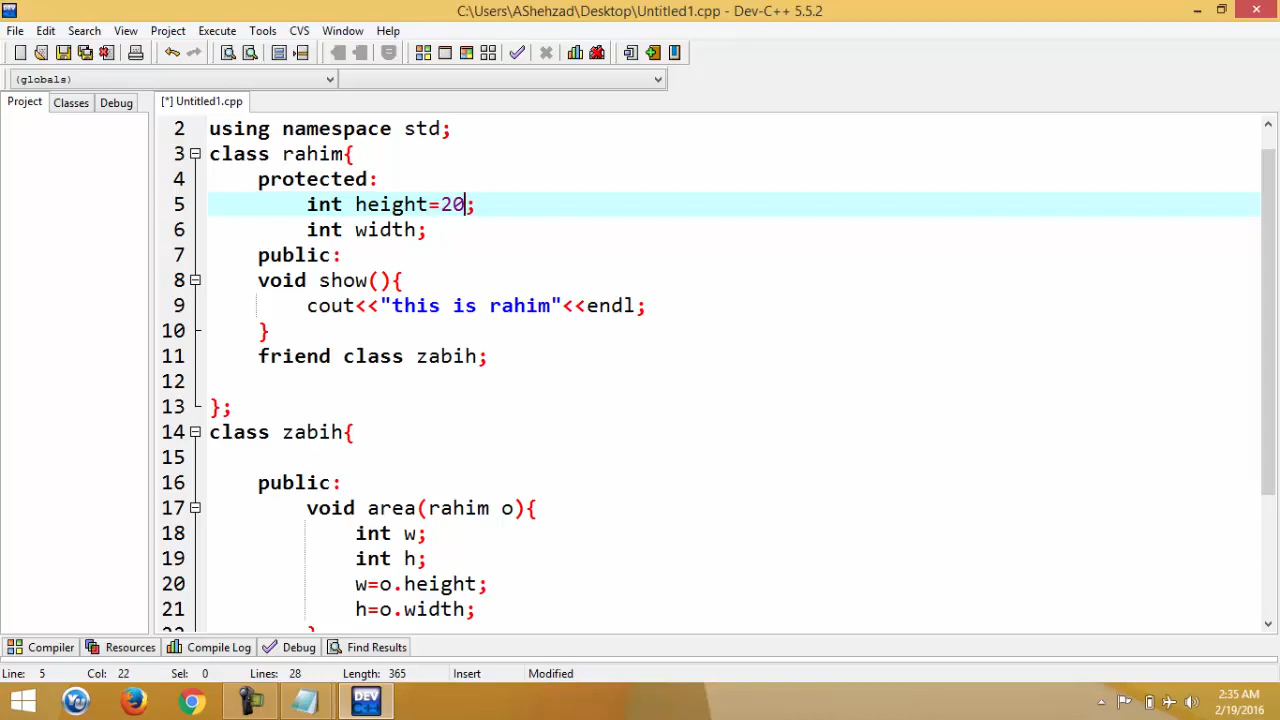 C:\Users\AShehzad\Desktop\Untitled1.cpp - Dev-C++ 5.5.2
File Edit Search View Project Execute Tools CVS Window Help
(globals)
Project Classes Debug [*] Untitled1.cpp
2 using namespace std;
3 class rahim{
4 protected:
5 int height=20;
6 int width;
7 public:
8 void show(){
9 cout<<"this is rahim"<<endl;
10 }
11 friend class zabih;
12
13 };
14 class zabih{
15
16 public:
17 void area(rahim o){
18 int w;
19 int h;
20 w=o.height;
21 h=o.width;
22 }
Compiler Resources Compile Log Debug Find Results
Line: 5 Col: 22 Sel: 0 Lines: 28 Length: 365 Insert Modified
DEV
2:35 AM
2/19/2016